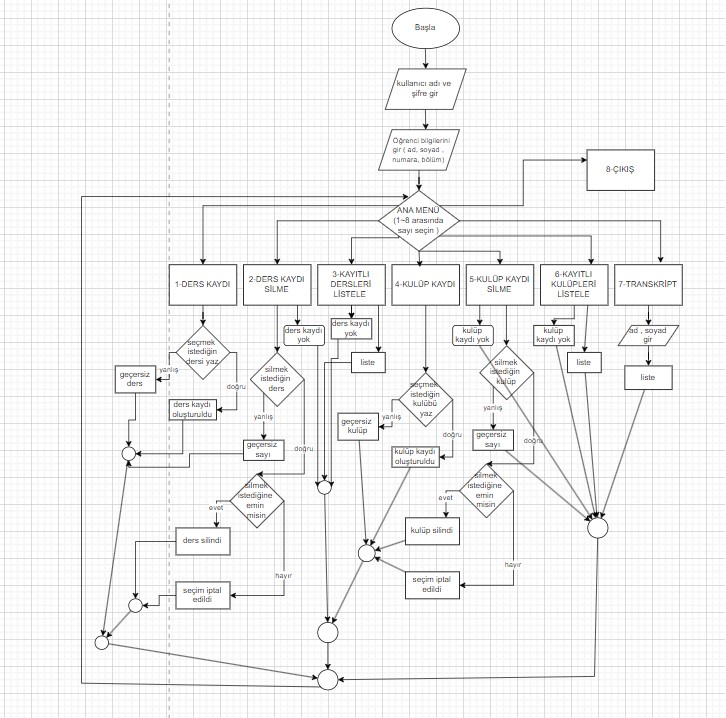 Başla
kullanıcı adı ve
şifre gir
Öğrenci bilgilerini
gir ( ad, soyad ,
numara, bölüm)
8-ÇIKIŞ
ANA MENÜ
(1~8 arasında
sayı seçin )
1-DERS KAYDI
2-DERS KAYDI
SİLME
3-KAYITLI
DERSLERİ
LİSTELE
4-KULÜP KAYDI
5-KULÜP KAYDI
SİLME
6-KAYITLI
KULÜPLERİ
LİSTELE
7-TRANSKRİPT
seçmek
istediğin
dersi yaz
ders kaydı
yok
ders kaydı
yok
kulüp
kaydı yok
kulüp
kaydı yok
ad , soyad
gir
geçersiz
ders
yanlış
doğru
silmek
istediğin
ders
liste
silmek
istediğin
kulüp
liste
liste
ders kaydı
oluşturuldu
yanlış
doğru
geçersiz
sayı
seçmek
istediğin
kulübü
yaz
yanlış
doğru
geçersiz
kulüp
kulüp kaydı
oluşturuldu
yanlış
doğru
geçersiz
sayı
silmek
istediğine
emin
misin
evet
hayır
silmek
istediğine
emin
misin
evet
hayır
ders silindi
kulüp silindi
seçim iptal
edildi
seçim iptal
edildi